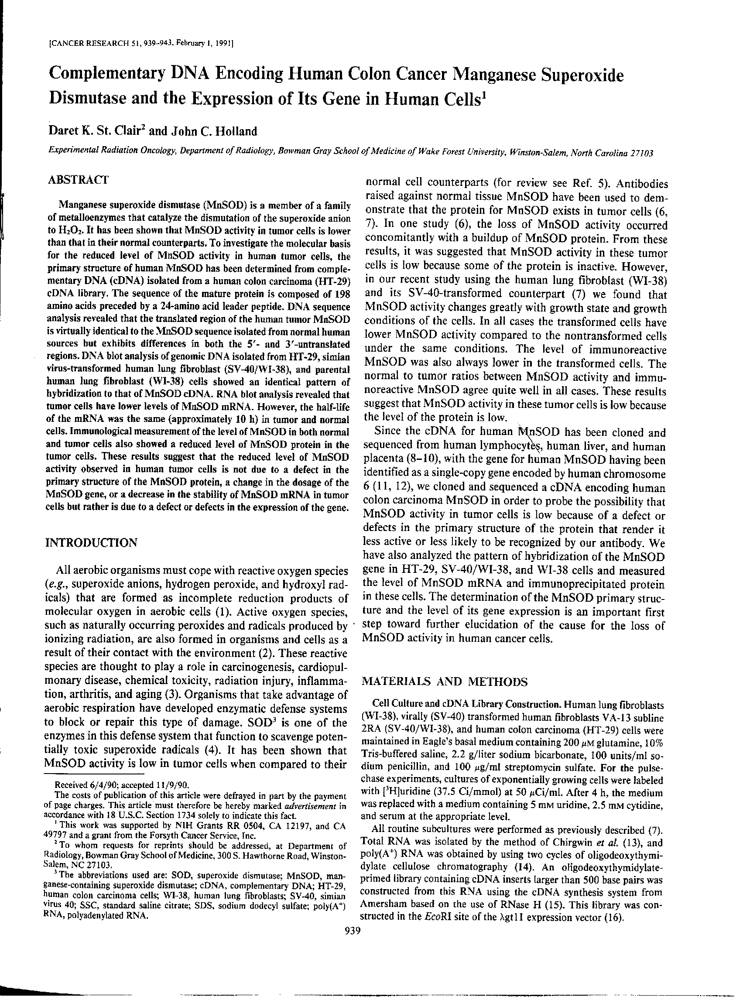 [CANCER RESEARCH 51, 939-943, February 1, 1991]
Complementary DNA Encoding Human Colon Cancer Manganese Superoxide
Dismutase and the Expression of Its Gene in Human Cells¹
Daret K. St. Clair² and John C. Holland
Experimental Radiation Oncology, Department of Radiology, Bowman Gray School of Medicine of Wake Forest University, Winston-Salem, North Carolina 27103
ABSTRACT
Manganese superoxide dismutase (MnSOD) is a member of a family
of metalloenzymes that catalyze the dismutation of the superoxide anion
to H₂O₂. It has been shown that MnSOD activity in tumor cells is lower
than that in their normal counterparts. To investigate the molecular basis
for the reduced level of MnSOD activity in human tumor cells, the
primary structure of human MnSOD has been determined from comple-
mentary DNA (cDNA) isolated from a human colon carcinoma (HT-29)
cDNA library. The sequence of the mature protein is composed of 198
amino acids preceded by a 24-amino acid leader peptide. DNA sequence
analysis revealed that the translated region of the human tumor MnSOD
is virtually identical to the MnSOD sequence isolated from normal human
sources but exhibits differences in both the 5′- and 3′-untranslated
regions. DNA blot analysis of genomic DNA isolated from HT-29, simian
virus-transformed human lung fibroblast (SV-40/WI-38), and parental
human lung fibroblast (WI-38) cells showed an identical pattern of
hybridization to that of MnSOD cDNA. RNA blot analysis revealed that
tumor cells have lower levels of MnSOD mRNA. However, the half-life
of the mRNA was the same (approximately 10 h) in tumor and normal
cells. Immunological measurement of the level of MnSOD in both normal
and tumor cells also showed a reduced level of MnSOD protein in the
tumor cells. These results suggest that the reduced level of MnSOD
activity observed in human tumor cells is not due to a defect in the
primary structure of the MnSOD protein, a change in the dosage of the
MnSOD gene, or a decrease in the stability of MnSOD mRNA in tumor
cells but rather is due to a defect or defects in the expression of the gene.
INTRODUCTION
All aerobic organisms must cope with reactive oxygen species
(e.g., superoxide anions, hydrogen peroxide, and hydroxyl rad-
icals) that are formed as incomplete reduction products of
molecular oxygen in aerobic cells (1). Active oxygen species,
such as naturally occurring peroxides and radicals produced by
ionizing radiation, are also formed in organisms and cells as a
result of their contact with the environment (2). These reactive
species are thought to play a role in carcinogenesis, cardiopul-
monary disease, chemical toxicity, radiation injury, inflamma-
tion, arthritis, and aging (3). Organisms that take advantage of
aerobic respiration have developed enzymatic defense systems
to block or repair this type of damage. SOD³ is one of the
enzymes in this defense system that function to scavenge poten-
tially toxic superoxide radicals (4). It has been shown that
MnSOD activity is low in tumor cells when compared to their
Received 6/4/90; accepted 11/9/90.
The costs of publication of this article were defrayed in part by the payment
of page charges. This article must therefore be hereby marked advertisement in
accordance with 18 U.S.C. Section 1734 solely to indicate this fact.
¹ This work was supported by NIH Grants RR 0504, CA 12197, and CA
49797 and a grant from the Forsyth Cancer Service, Inc.
² To whom requests for reprints should be addressed, at Department of
Radiology, Bowman Gray School of Medicine, 300 S. Hawthorne Road, Winston-
Salem, NC 27103.
³ The abbreviations used are: SOD, superoxide dismutase; MnSOD, man-
ganese-containing superoxide dismutase; cDNA, complementary DNA; HT-29,
human colon carcinoma cells; WI-38, human lung fibroblasts; SV-40, simian
virus 40; SSC, standard saline citrate; SDS, sodium dodecyl sulfate; poly(A⁺)
RNA, polyadenylated RNA.
normal cell counterparts (for review see Ref. 5). Antibodies
raised against normal tissue MnSOD have been used to dem-
onstrate that the protein for MnSOD exists in tumor cells (6,
7). In one study (6), the loss of MnSOD activity occurred
concomitantly with a buildup of MnSOD protein. From these
results, it was suggested that MnSOD activity in these tumor
cells is low because some of the protein is inactive. However,
in our recent study using the human lung fibroblast (WI-38)
and its SV-40-transformed counterpart (7) we found that
MnSOD activity changes greatly with growth state and growth
conditions of the cells. In all cases the transformed cells have
lower MnSOD activity compared to the nontransformed cells
under the same conditions. The level of immunoreactive
MnSOD was also always lower in the transformed cells. The
normal to tumor ratios between MnSOD activity and immu-
noreactive MnSOD agree quite well in all cases. These results
suggest that MnSOD activity in these tumor cells is low because
the level of the protein is low.
Since the cDNA for human MnSOD has been cloned and
sequenced from human lymphocytes, human liver, and human
placenta (8–10), with the gene for human MnSOD having been
identified as a single-copy gene encoded by human chromosome
6 (11, 12), we cloned and sequenced a cDNA encoding human
colon carcinoma MnSOD in order to probe the possibility that
MnSOD activity in tumor cells is low because of a defect or
defects in the primary structure of the protein that render it
less active or less likely to be recognized by our antibody. We
have also analyzed the pattern of hybridization of the MnSOD
gene in HT-29, SV-40/WI-38, and WI-38 cells and measured
the level of MnSOD mRNA and immunoprecipitated protein
in these cells. The determination of the MnSOD primary struc-
ture and the level of its gene expression is an important first
step toward further elucidation of the cause for the loss of
MnSOD activity in human cancer cells.
MATERIALS AND METHODS
Cell Culture and cDNA Library Construction. Human lung fibroblasts
(WI-38), virally (SV-40) transformed human fibroblasts VA-13 subline
2RA (SV-40/WI-38), and human colon carcinoma (HT-29) cells were
maintained in Eagle's basal medium containing 200 μM glutamine, 10%
Tris-buffered saline, 2.2 g/liter sodium bicarbonate, 100 units/ml so-
dium penicillin, and 100 μg/ml streptomycin sulfate. For the pulse-
chase experiments, cultures of exponentially growing cells were labeled
with [³H]uridine (37.5 Ci/mmol) at 50 μCi/ml. After 4 h, the medium
was replaced with a medium containing 5 mM uridine, 2.5 mM cytidine,
and serum at the appropriate level.
All routine subcultures were performed as previously described (7).
Total RNA was isolated by the method of Chirgwin et al. (13), and
poly(A⁺) RNA was obtained by using two cycles of oligodeoxythymi-
dylate cellulose chromatography (14). An oligodeoxythymidylate-
primed library containing cDNA inserts larger than 500 base pairs was
constructed from this RNA using the cDNA synthesis system from
Amersham based on the use of RNase H (15). This library was con-
structed in the EcoRI site of the λgt11 expression vector (16).
939